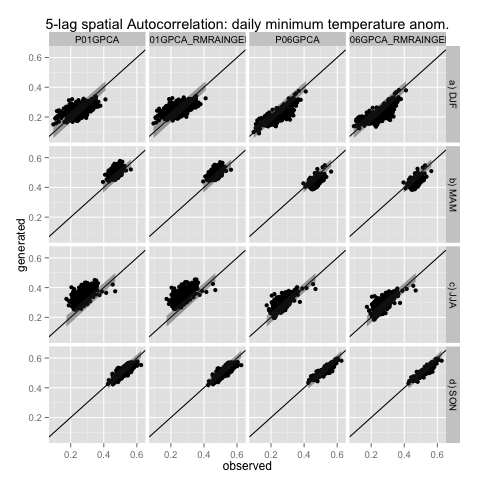 5-lag spatial Autocorrelation: daily minimum temperature anom.
P01GPCA 01GPCA_RMRAINGE P06GPCA 06GPCA_RMRAINGE
0.6
0.4
0.2
a) DJF
0.6
0.4
0.2
b) MAM
0.6
0.4
0.2
c) JJA
0.6
0.4
0.2
d) SON
generated
0.2 0.4 0.6 0.2 0.4 0.6 0.2 0.4 0.6 0.2 0.4 0.6
observed